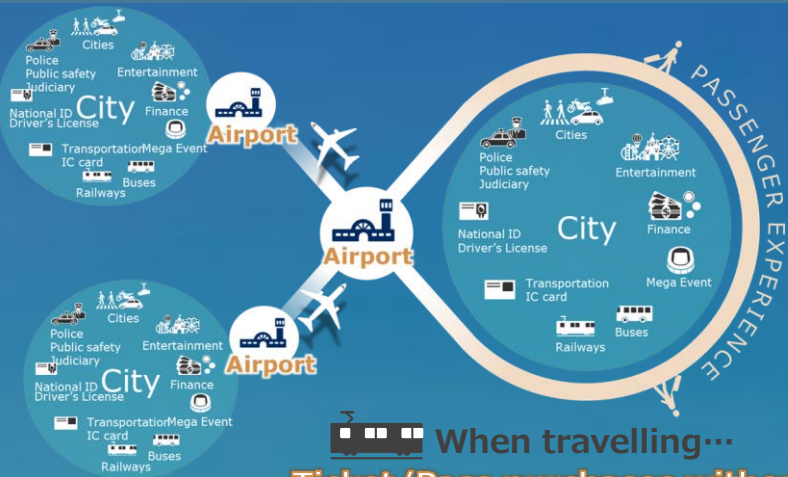 Cities
Police
Public safety
Judiciary
Entertainment
City
Finance
National ID
Driver's License
Transportation
IC card
Mega Event
Buses
Railways
Airport
Airport
Cities
Police
Public safety
Judiciary
Entertainment
City
Finance
National ID
Driver's License
Transportation
IC card
Mega Event
Buses
Railways
Airport
PASSENGER EXPERIENCE
Cities
Police
Public safety
Judiciary
Entertainment
City
Finance
National ID
Driver's License
Mega Event
Transportation
IC card
Buses
Railways
When travelling…